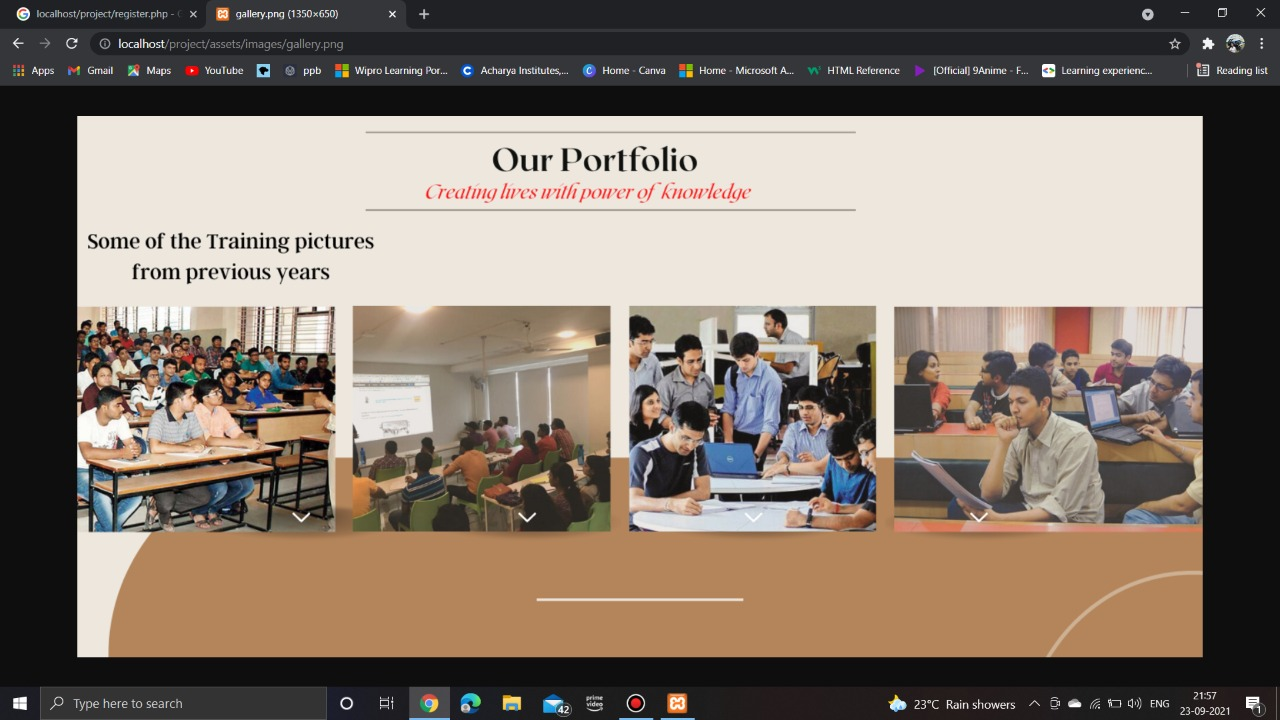 localhost/project/register.php - G
gallery.png (1350×650)
localhost/project/assets/images/gallery.png
Apps
Gmail
Maps
YouTube
ppb
Wipro Learning Por...
Acharya Institutes,...
Home - Canva
Home - Microsoft A...
HTML Reference
[Official] 9Anime - F...
Learning experienc...
Reading list
Our Portfolio
Creating lives with power of knowledge
Some of the Training pictures
from previous years
Type here to search
42
prime
video
23°C Rain showers
ENG
21:57
23-09-2021
1